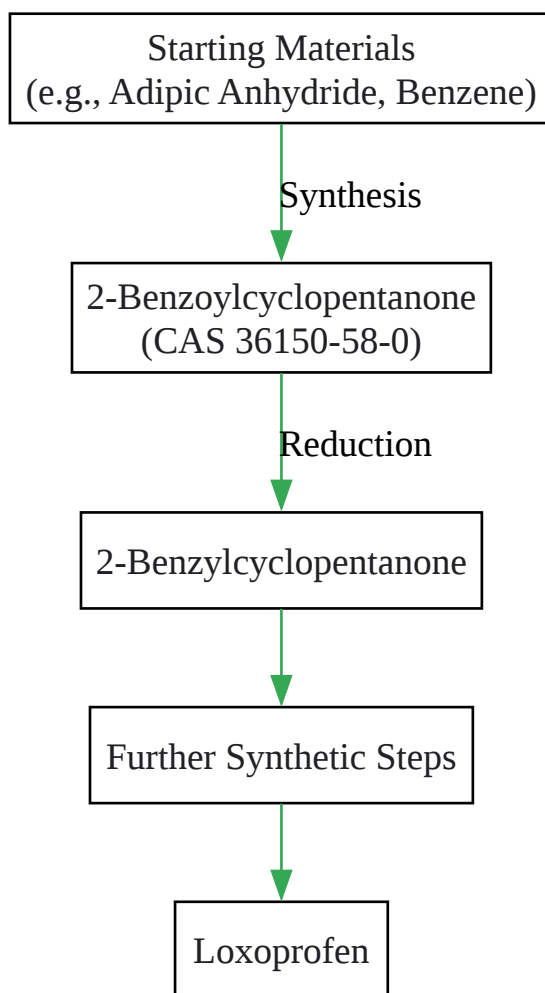 Starting Materials
(e.g., Adipic Anhydride, Benzene)
Synthesis
2-Benzoylcyclopentanone
(CAS 36150-58-0)
Reduction
2-Benzylcyclopentanone
Further Synthetic Steps
Loxoprofen